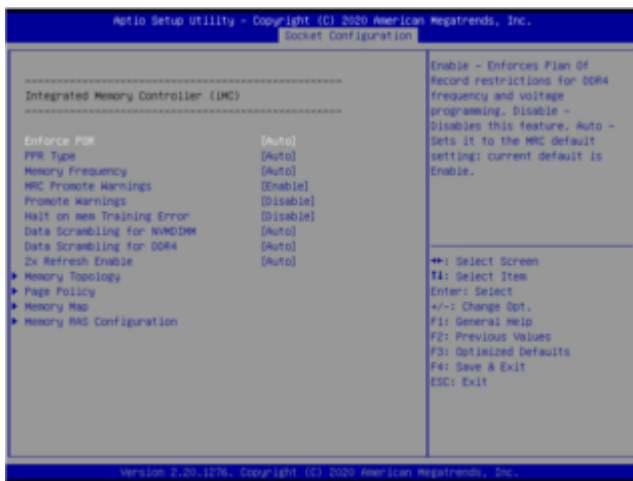 Aptio Setup Utility - Copyright (C) 2020 American Megatrends, Inc.
Socket Configuration
Integrated Memory Controller (iMC)
Enforce POR [Auto]
PPR Type [Auto]
Memory Frequency [Auto]
MRC Promote Warnings [Enable]
Promote Warnings [Disable]
Halt on mem Training Error [Disable]
Data Scrambling for NVMDIMM [Auto]
Data Scrambling for DDR4 [Auto]
2x Refresh Enable [Auto]
Memory Topology
Page Policy
Memory Map
Memory RAS Configuration
Enable - Enforces Plan Of
Record restrictions for DDR4
frequency and voltage
programming. Disable -
Disables this feature. Auto -
Sets it to the MRC default
setting; current default is
Enable.
→←: Select Screen
↑↓: Select Item
Enter: Select
+/-: Change Opt.
F1: General Help
F2: Previous Values
F3: Optimized Defaults
F4: Save & Exit
ESC: Exit
Version 2.20.1276. Copyright (C) 2020 American Megatrends, Inc.